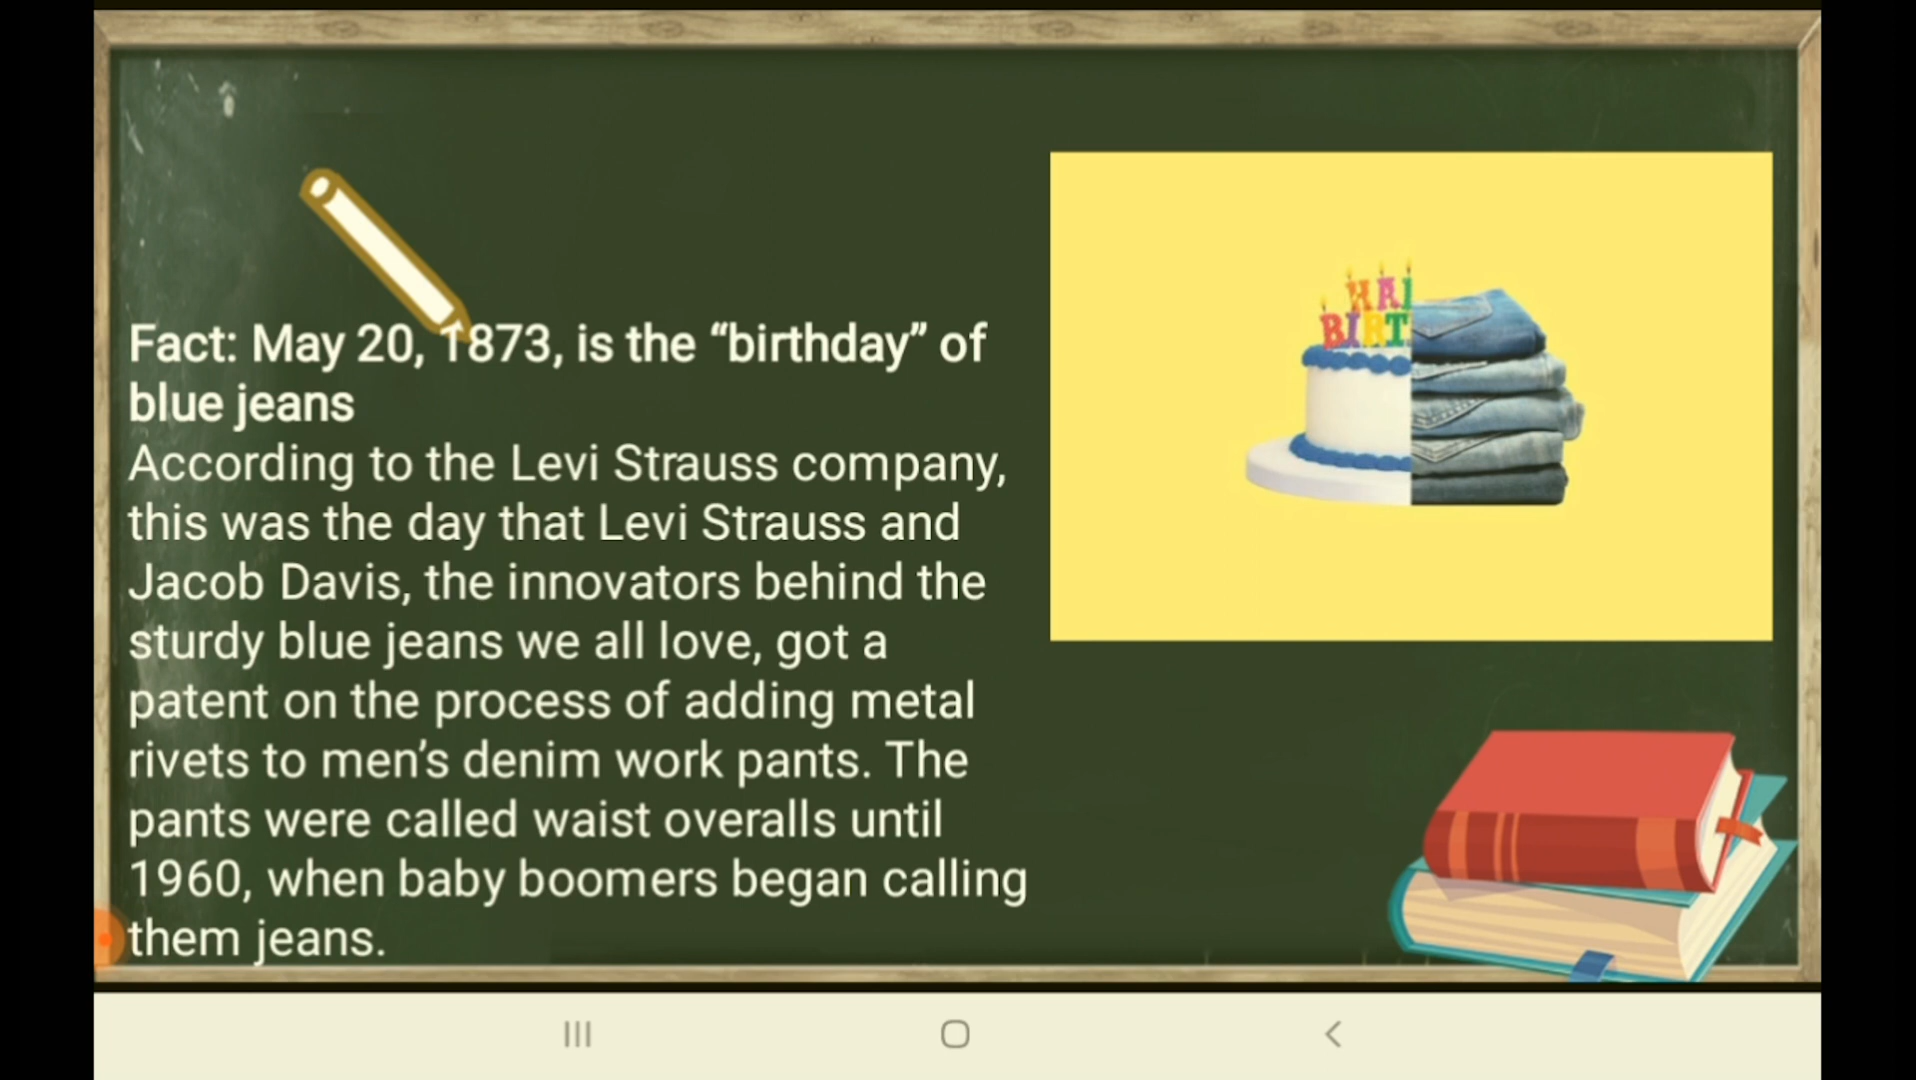 Fact: May 20, 1873, is the “birthday” of
blue jeans
According to the Levi Strauss company,
this was the day that Levi Strauss and
Jacob Davis, the innovators behind the
sturdy blue jeans we all love, got a
patent on the process of adding metal
rivets to men’s denim work pants. The
pants were called waist overalls until
1960, when baby boomers began calling
them jeans.
HAI
BIRT